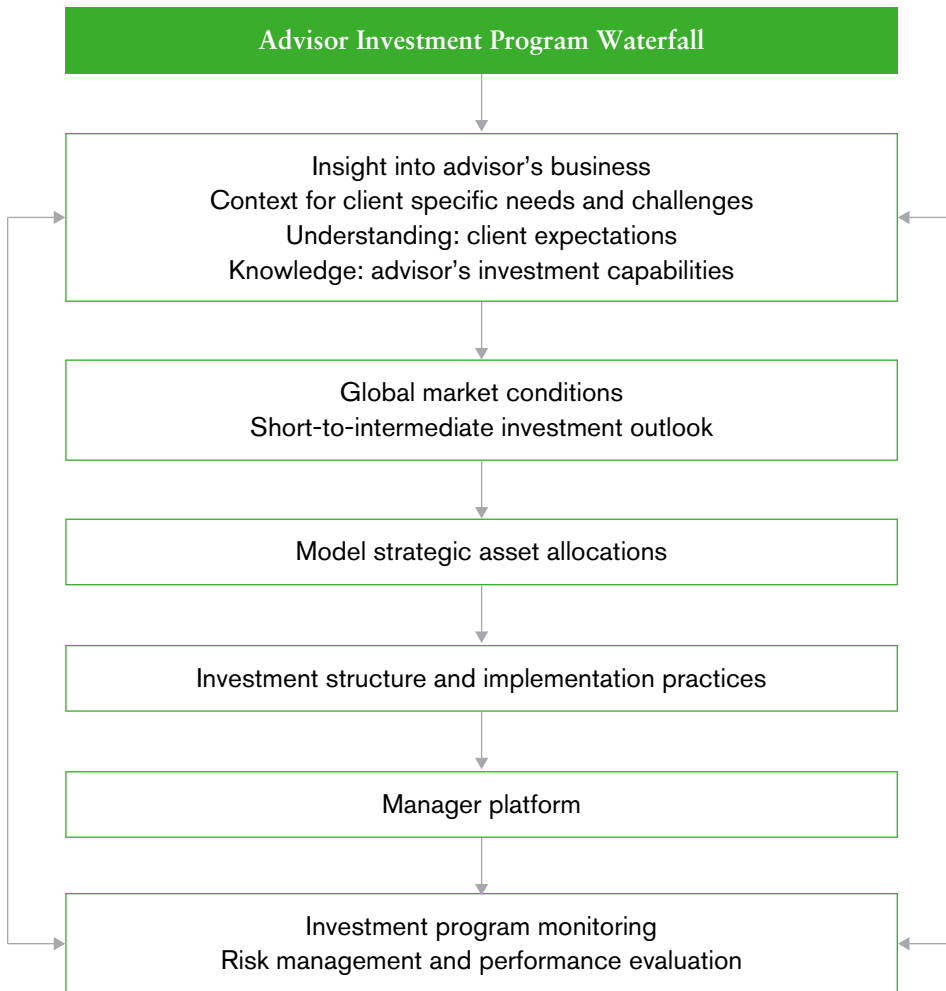 Advisor Investment Program Waterfall
Insight into advisor’s business
Context for client specific needs and challenges
Understanding: client expectations
Knowledge: advisor’s investment capabilities
Global market conditions
Short-to-intermediate investment outlook
Model strategic asset allocations
Investment structure and implementation practices
Manager platform
Investment program monitoring
Risk management and performance evaluation